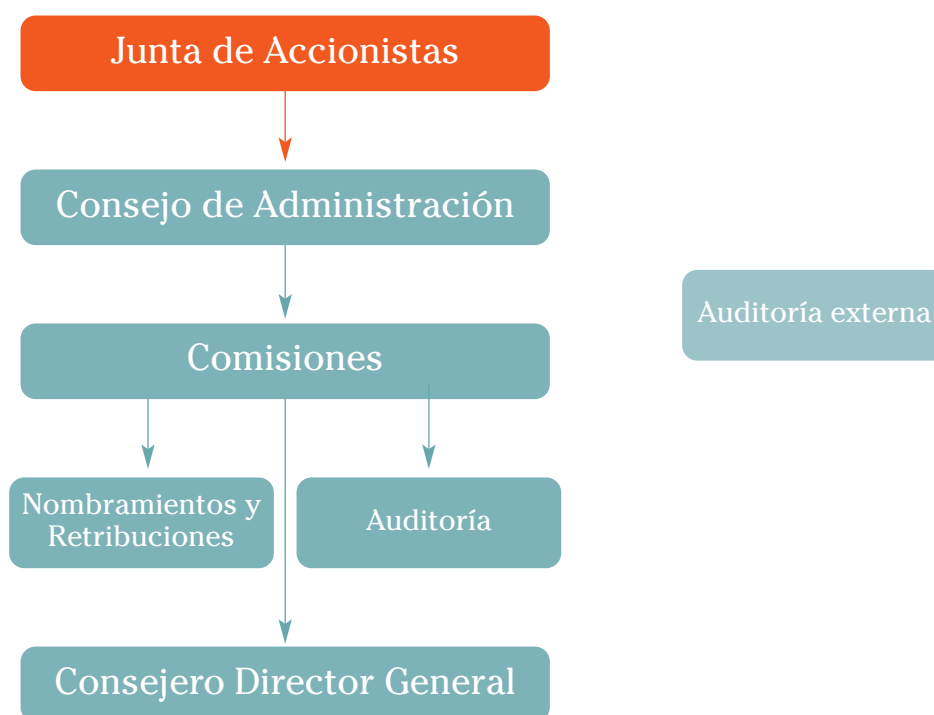 Junta de Accionistas
Consejo de Administración
Auditoría externa
Comisiones
Nombramientos y
Retribuciones
Auditoría
Consejero Director General